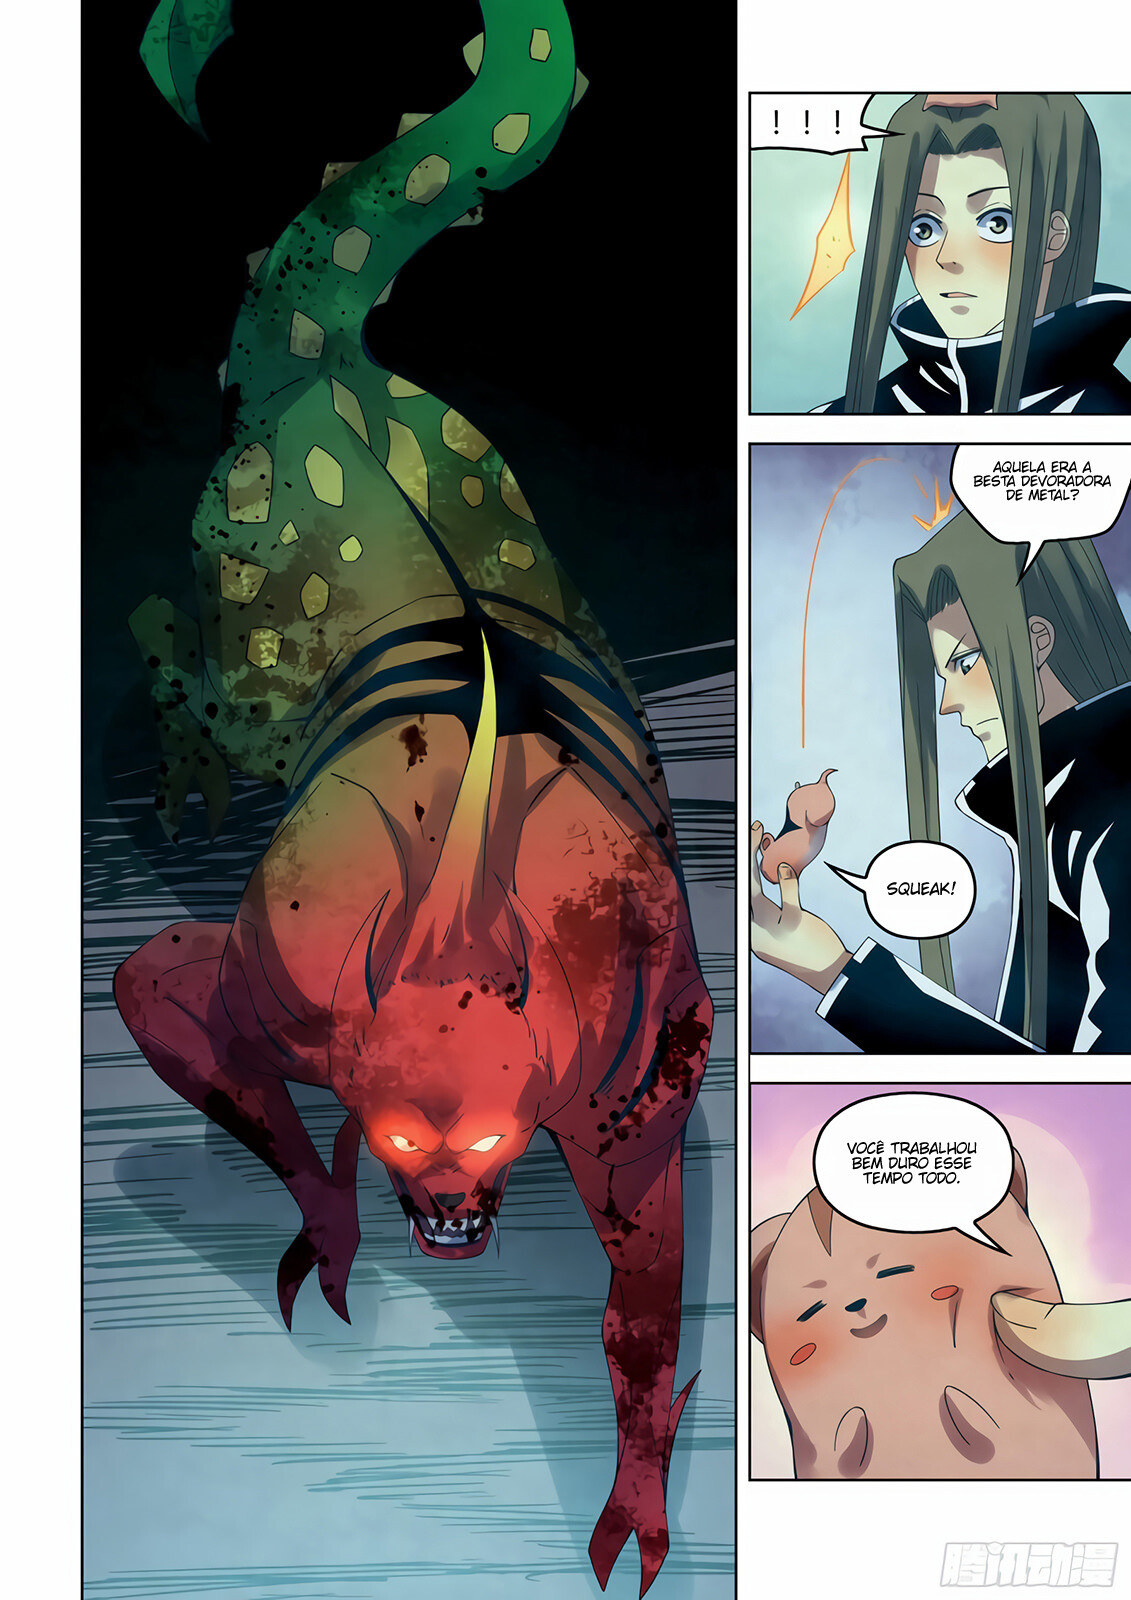 ！！！
AQUELA ERA A
BESTA DEVORADORA
DE METAL?
SQUEAK!
VOCÊ TRABALHOU
BEM DURO ESSE
TEMPO TODO.
腾讯动漫